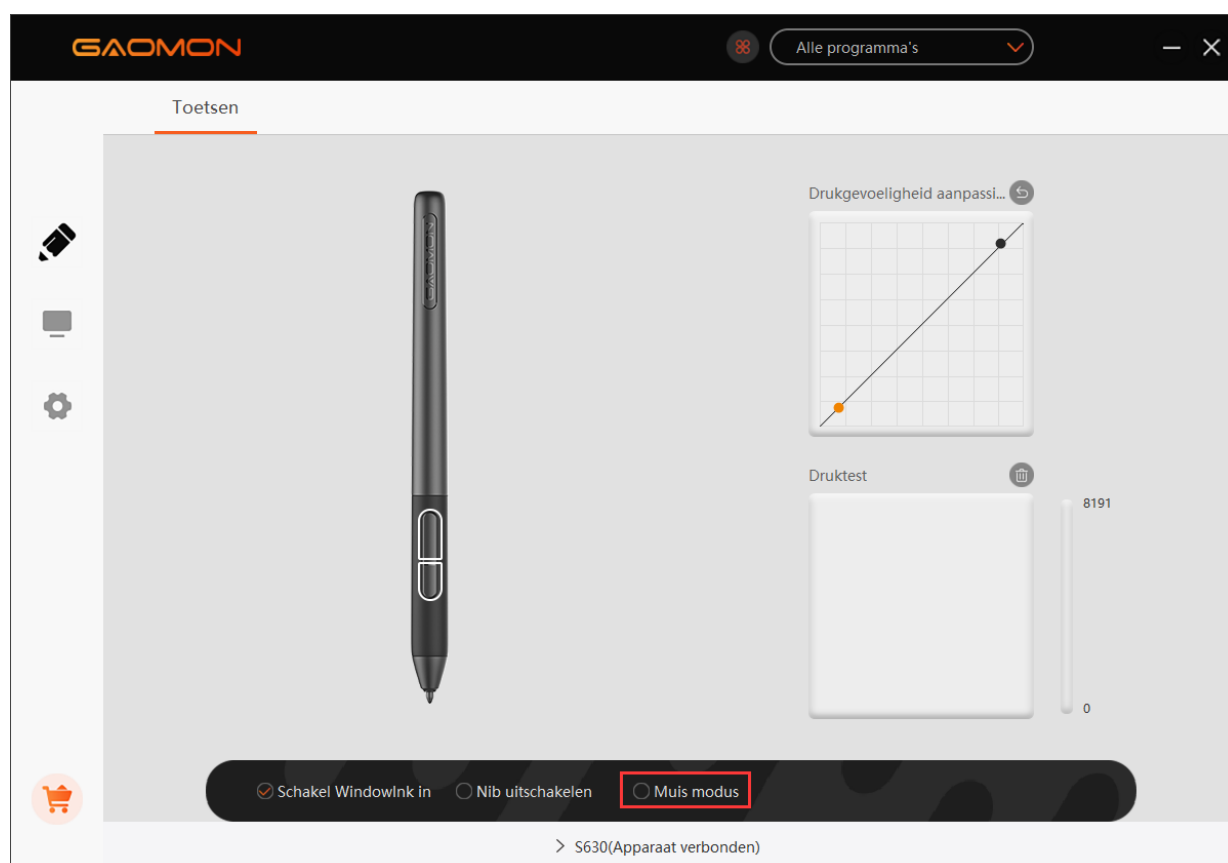 GAOMON
Alle programma's
Toetsen
Drukgevoeligheid aanpassi...
GAOMON
Druktest
8191
0
Schakel WindowInk in
Nib uitschakelen
Muis modus
S630(Apparaat verbonden)